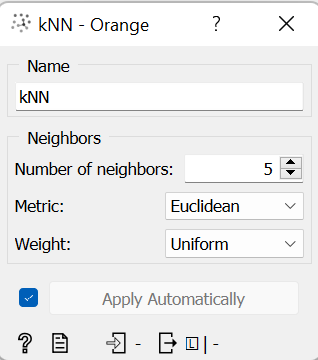 kNN - Orange ?
Name
kNN
Neighbors
Number of neighbors: 5
Metric: Euclidean
Weight: Uniform
Apply Automatically
? - L | -